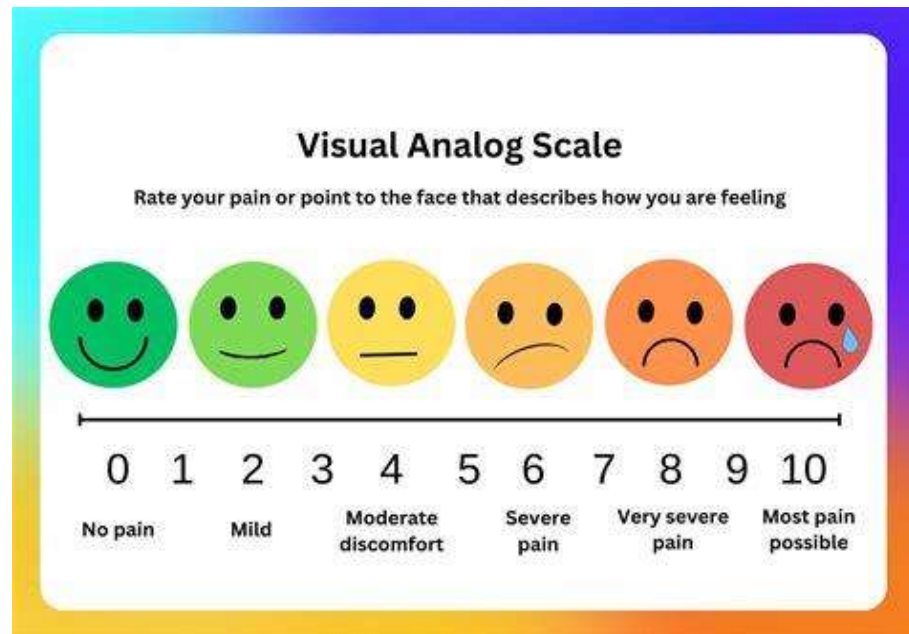 Visual Analog Scale
Rate your pain or point to the face that describes how you are feeling
0 1 2 3 4 5 6 7 8 9 10
No pain
Mild
Moderate
discomfort
Severe
pain
Very severe
pain
Most pain
possible